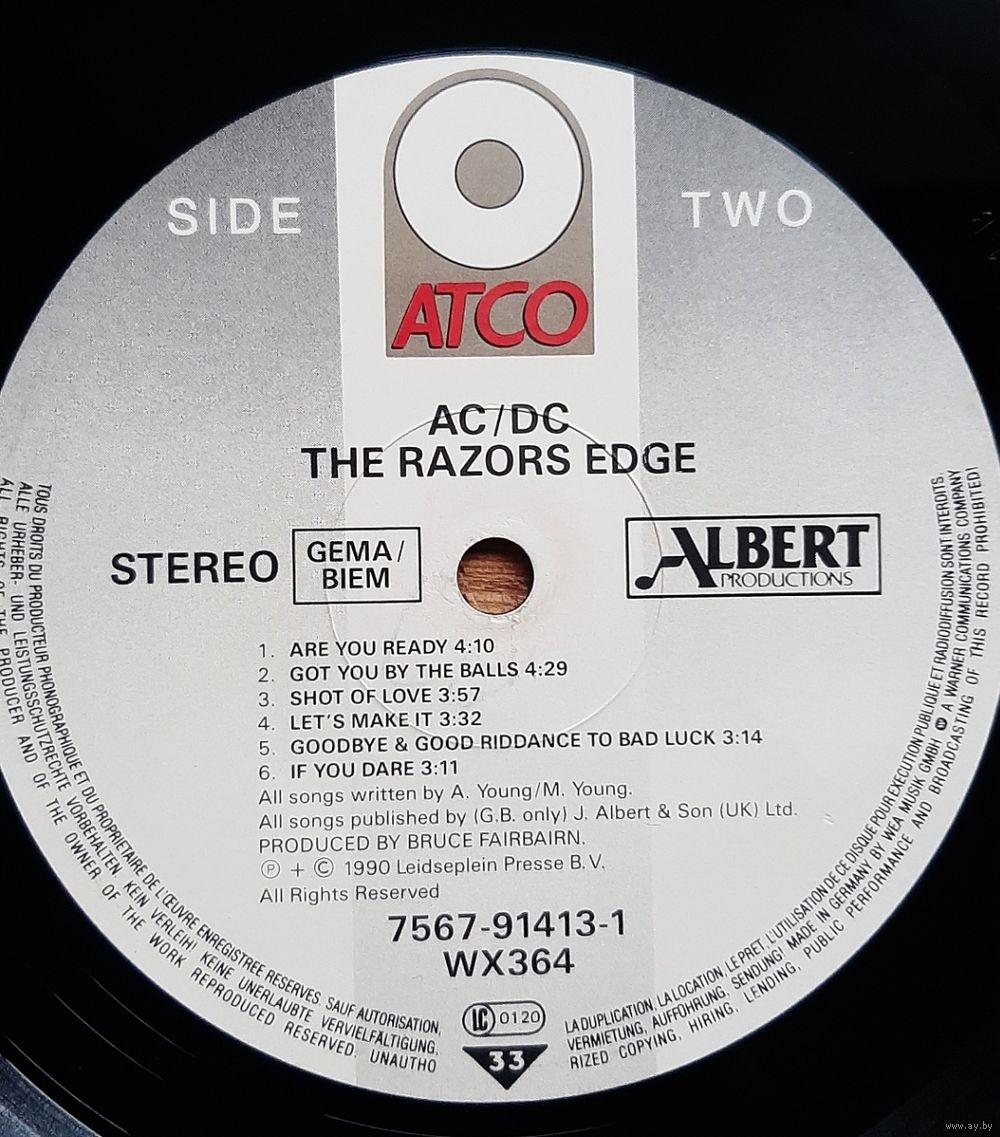 SIDE TWO
ATCO
AC/DC
THE RAZORS EDGE
STEREO
GEMA/
BIEM
ALBERT
PRODUCTIONS
1. ARE YOU READY 4:10
2. GOT YOU BY THE BALLS 4:29
3. SHOT OF LOVE 3:57
4. LET'S MAKE IT 3:32
5. GOODBYE & GOOD RIDDANCE TO BAD LUCK 3:14
6. IF YOU DARE 3:11
All songs written by A. Young/M. Young.
All songs published by (G.B. only) J. Albert & Son (UK) Ltd.
PRODUCED BY BRUCE FAIRBAIRN.
Ⓟ + © 1990 Leidseplein Presse B.V.
All Rights Reserved
7567-91413-1
WX364
LC 0120
33
TOUS DROITS DU PRODUCTEUR PHONOGRAPHIQUE ET DU PROPRIETAIRE DE L'ŒUVRE ENREGISTREE RESERVES. SAUF AUTORISATION, LA DUPLICATION, LA LOCATION, LE PRET, L'UTILISATION DE CE DISQUE POUR EXECUTION PUBLIQUE ET RADIODIFFUSION SONT INTERDITS
ALLE URHEBER- UND LEISTUNGSSCHUTZRECHTE VORBEHALTEN. KEIN VERLEIH! KEINE UNERLAUBTE VERVIELFÄLTIGUNG, VERMIETUNG, AUFFÜHRUNG, SENDUNG! MADE IN GERMANY BY WEA MUSIK GMBH A WARNER COMMUNICATIONS COMPANY
ALL RIGHTS OF THE PRODUCER AND OF THE OWNER OF THE WORK REPRODUCED RESERVED. UNAUTHORIZED COPYING, HIRING, LENDING, PUBLIC PERFORMANCE AND BROADCASTING OF THIS RECORD PROHIBITED!
www.ay.by